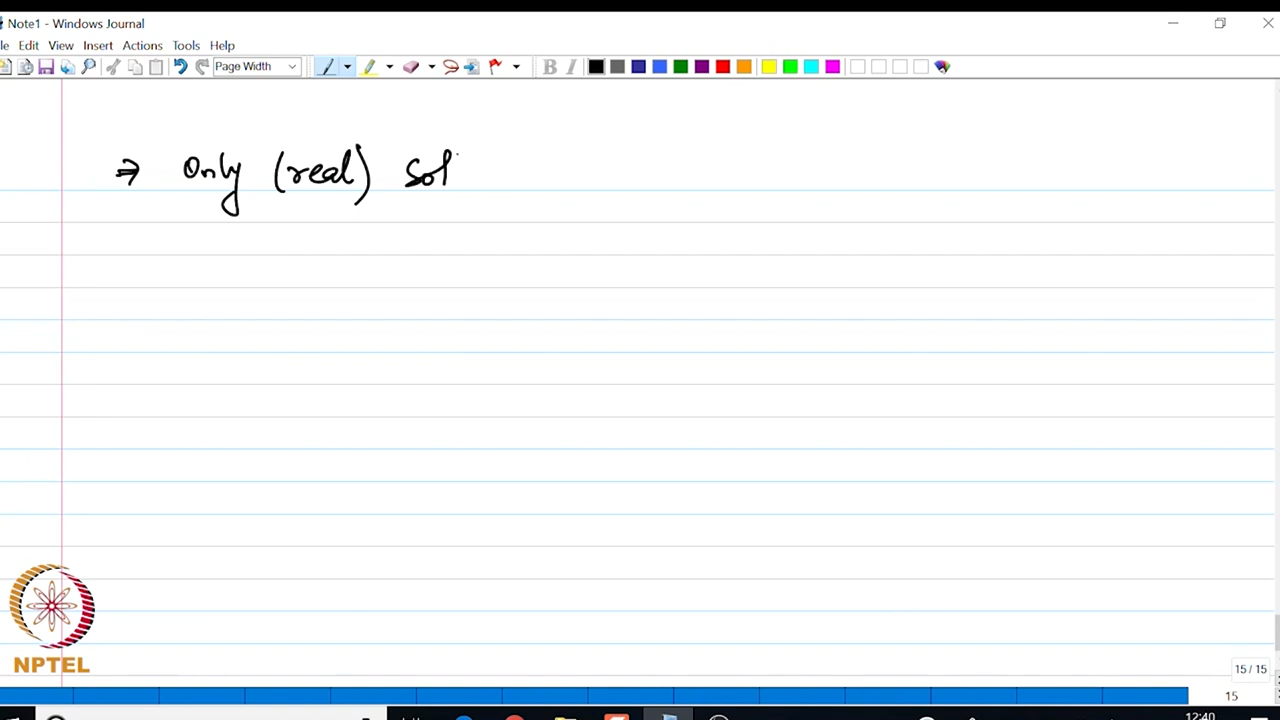 Note1 - Windows Journal
le Edit View Insert Actions Tools Help
Page Width B I
⇒ Only (real) Sol
NPTEL
15 / 15
15
12:40